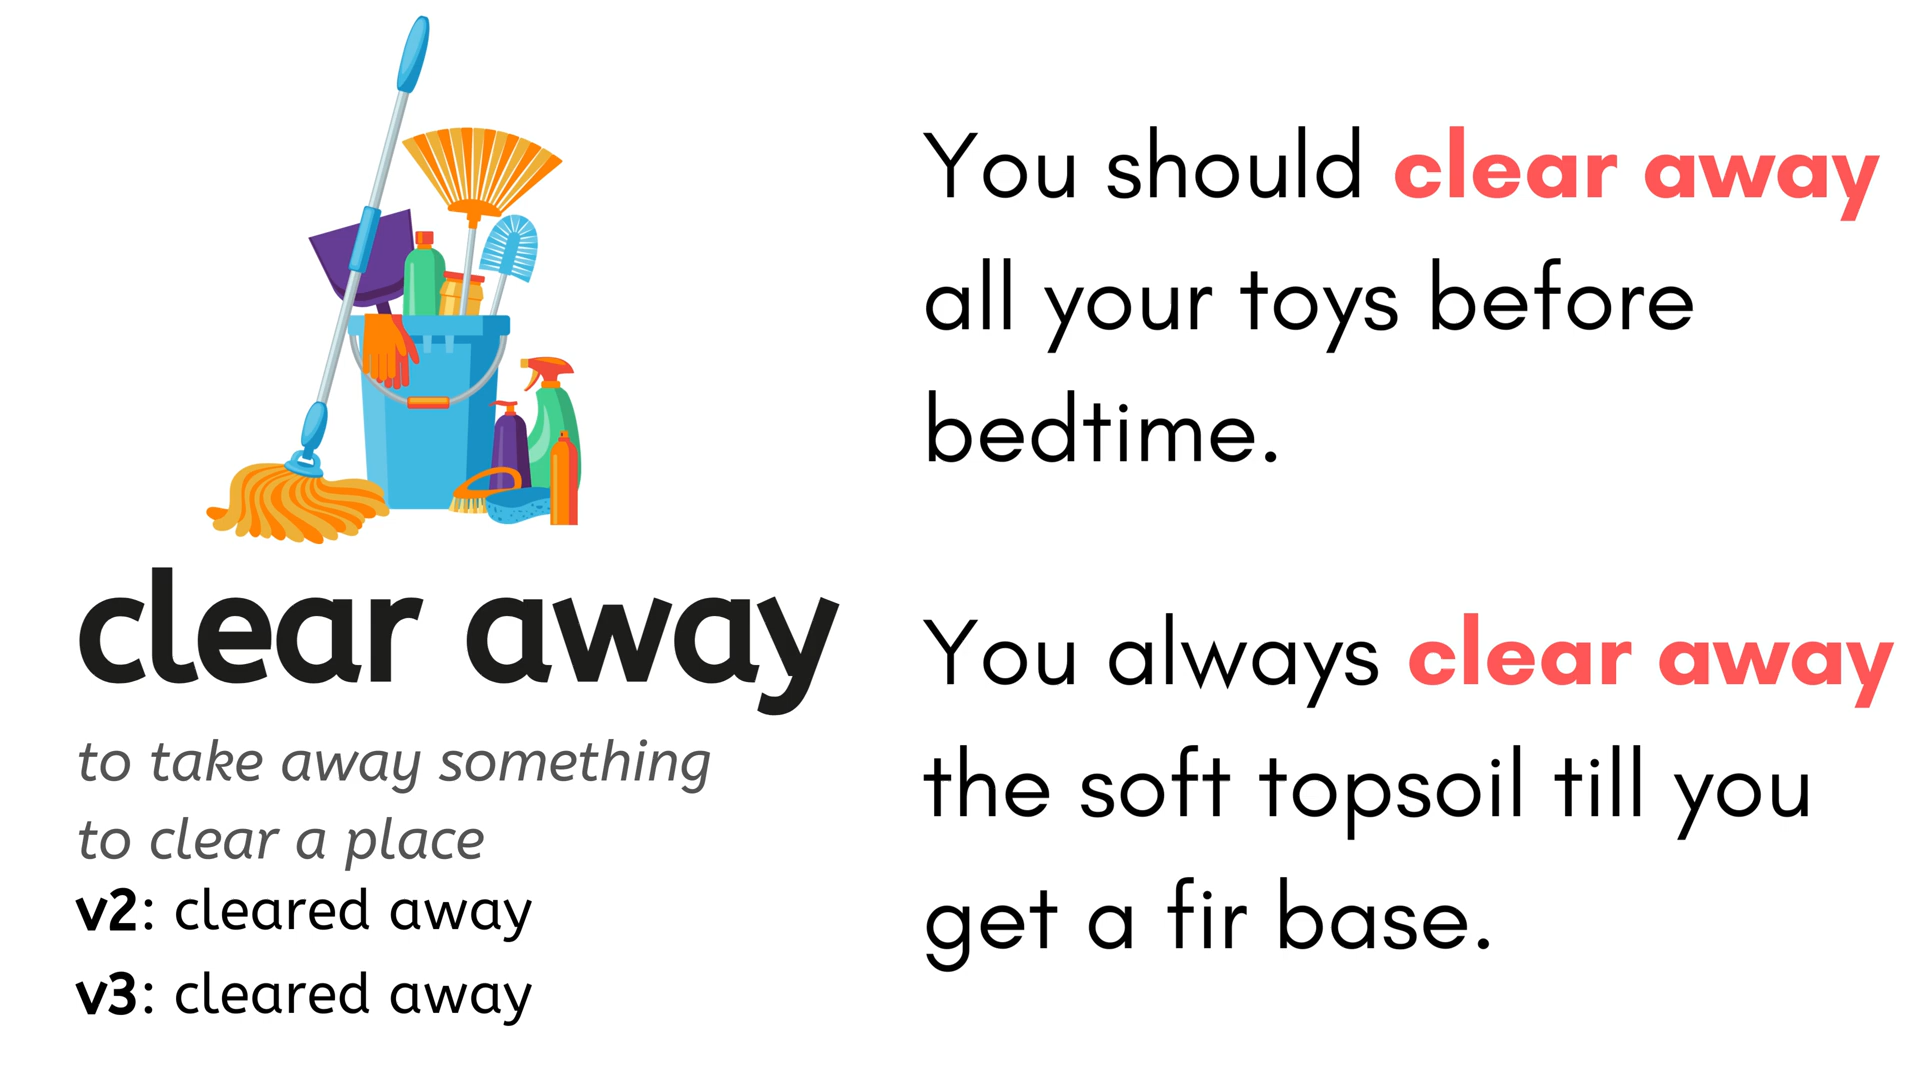 clear away
to take away something
to clear a place
v2: cleared away
v3: cleared away
You should clear away
all your toys before
bedtime.
You always clear away
the soft topsoil till you
get a fir base.